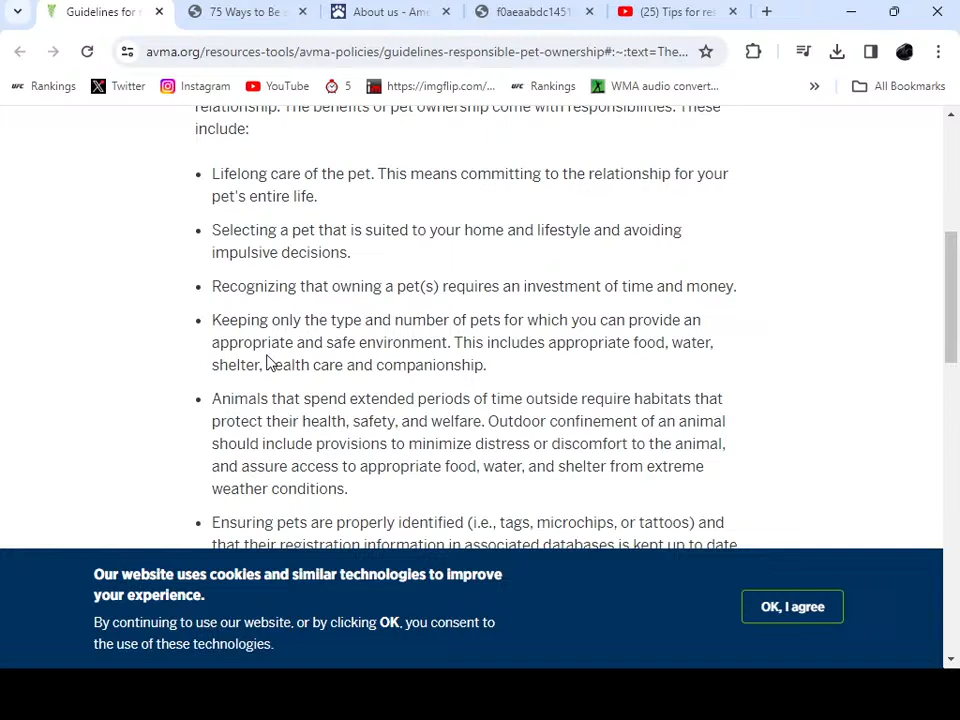 Guidelines for
75 Ways to Be
About us - Ame
f0aeaabdc1451
(25) Tips for re
avma.org/resources-tools/avma-policies/guidelines-responsible-pet-ownership#:~:text=The...
Rankings
Twitter
Instagram
YouTube
5
https://imgflip.com/...
Rankings
WMA audio convert...
»
All Bookmarks
relationship. The benefits of pet ownership come with responsibilities. These
include:
• Lifelong care of the pet. This means committing to the relationship for your
pet's entire life.
• Selecting a pet that is suited to your home and lifestyle and avoiding
impulsive decisions.
• Recognizing that owning a pet(s) requires an investment of time and money.
• Keeping only the type and number of pets for which you can provide an
appropriate and safe environment. This includes appropriate food, water,
shelter, health care and companionship.
• Animals that spend extended periods of time outside require habitats that
protect their health, safety, and welfare. Outdoor confinement of an animal
should include provisions to minimize distress or discomfort to the animal,
and assure access to appropriate food, water, and shelter from extreme
weather conditions.
• Ensuring pets are properly identified (i.e., tags, microchips, or tattoos) and
that their registration information in associated databases is kept up to date
Our website uses cookies and similar technologies to improve
your experience.
By continuing to use our website, or by clicking OK, you consent to
the use of these technologies.
OK, I agree